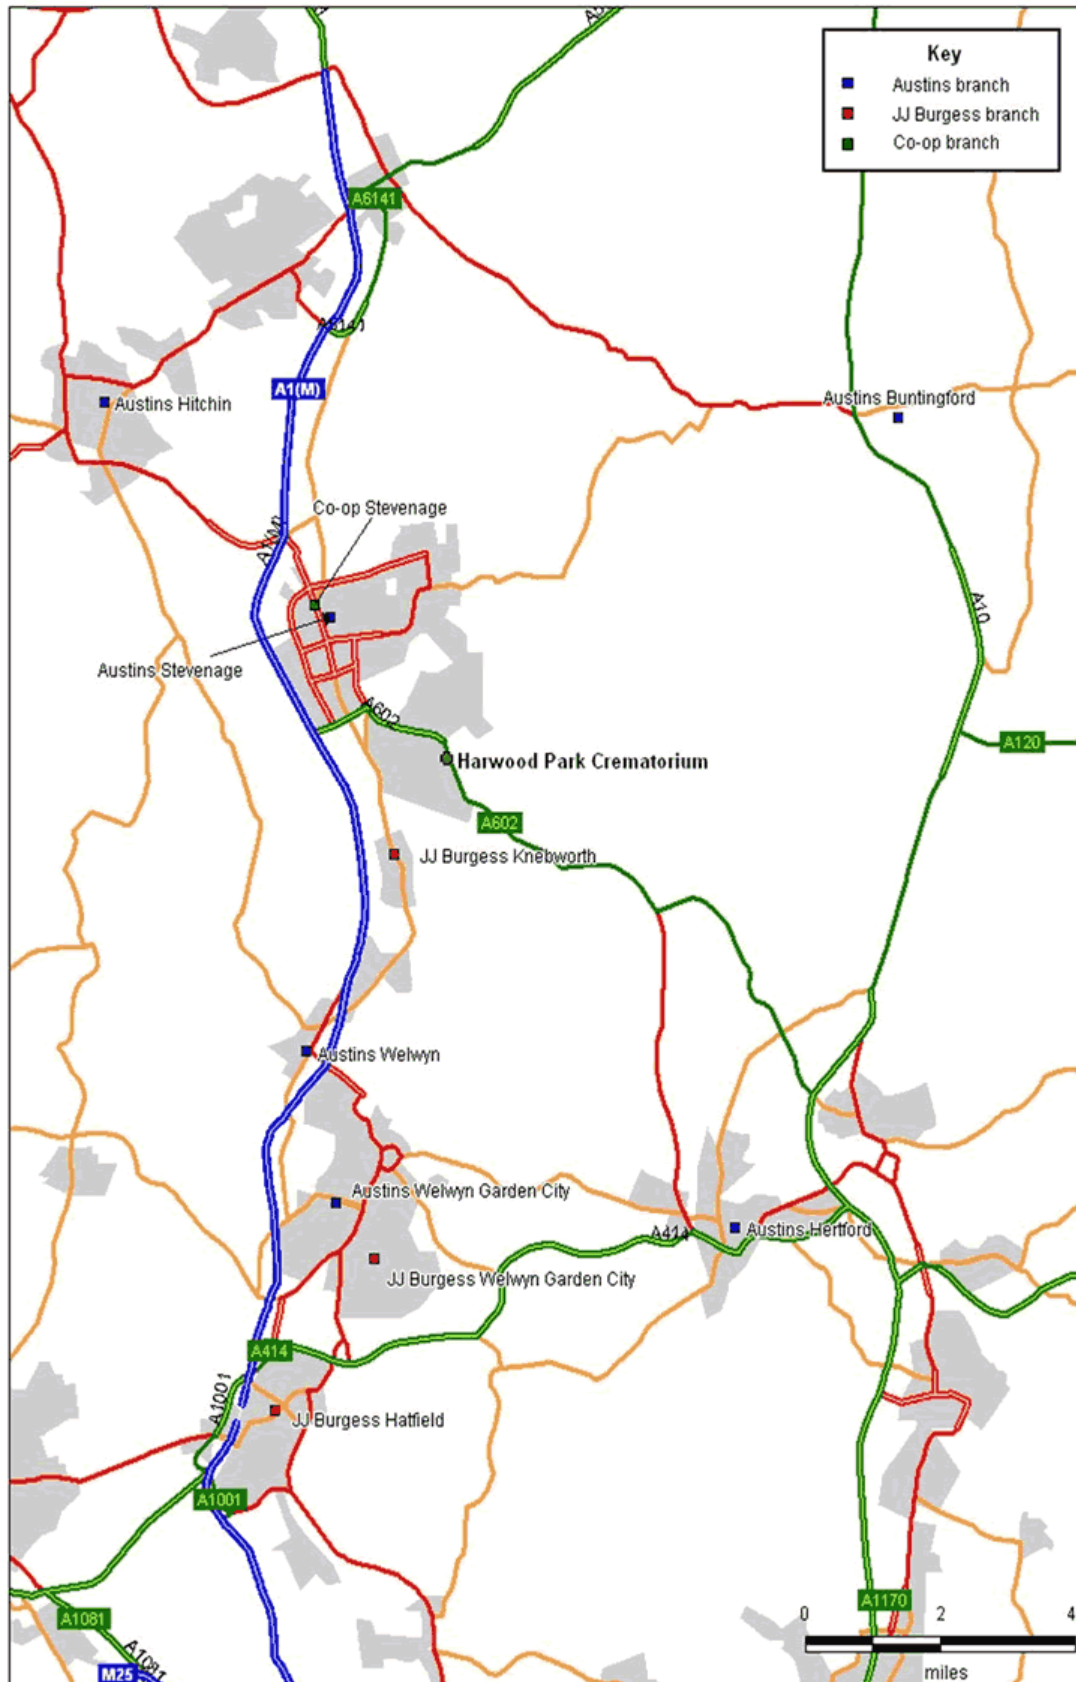 Key
Austins branch
JJ Burgess branch
Co-op branch
A6141
A6141
A1(M)
Austins Hitchin
Austins Buntingford
Co-op Stevenage
A1(M)
A10
Austins Stevenage
A602
A120
Harwood Park Crematorium
A602
JJ Burgess Knebworth
Austins Welwyn
Austins Welwyn Garden City
A414
Austins Hertford
JJ Burgess Welwyn Garden City
A414
A1001
JJ Burgess Hatfield
A1001
A1170
0 2 4
miles
A1081
A1081
M25